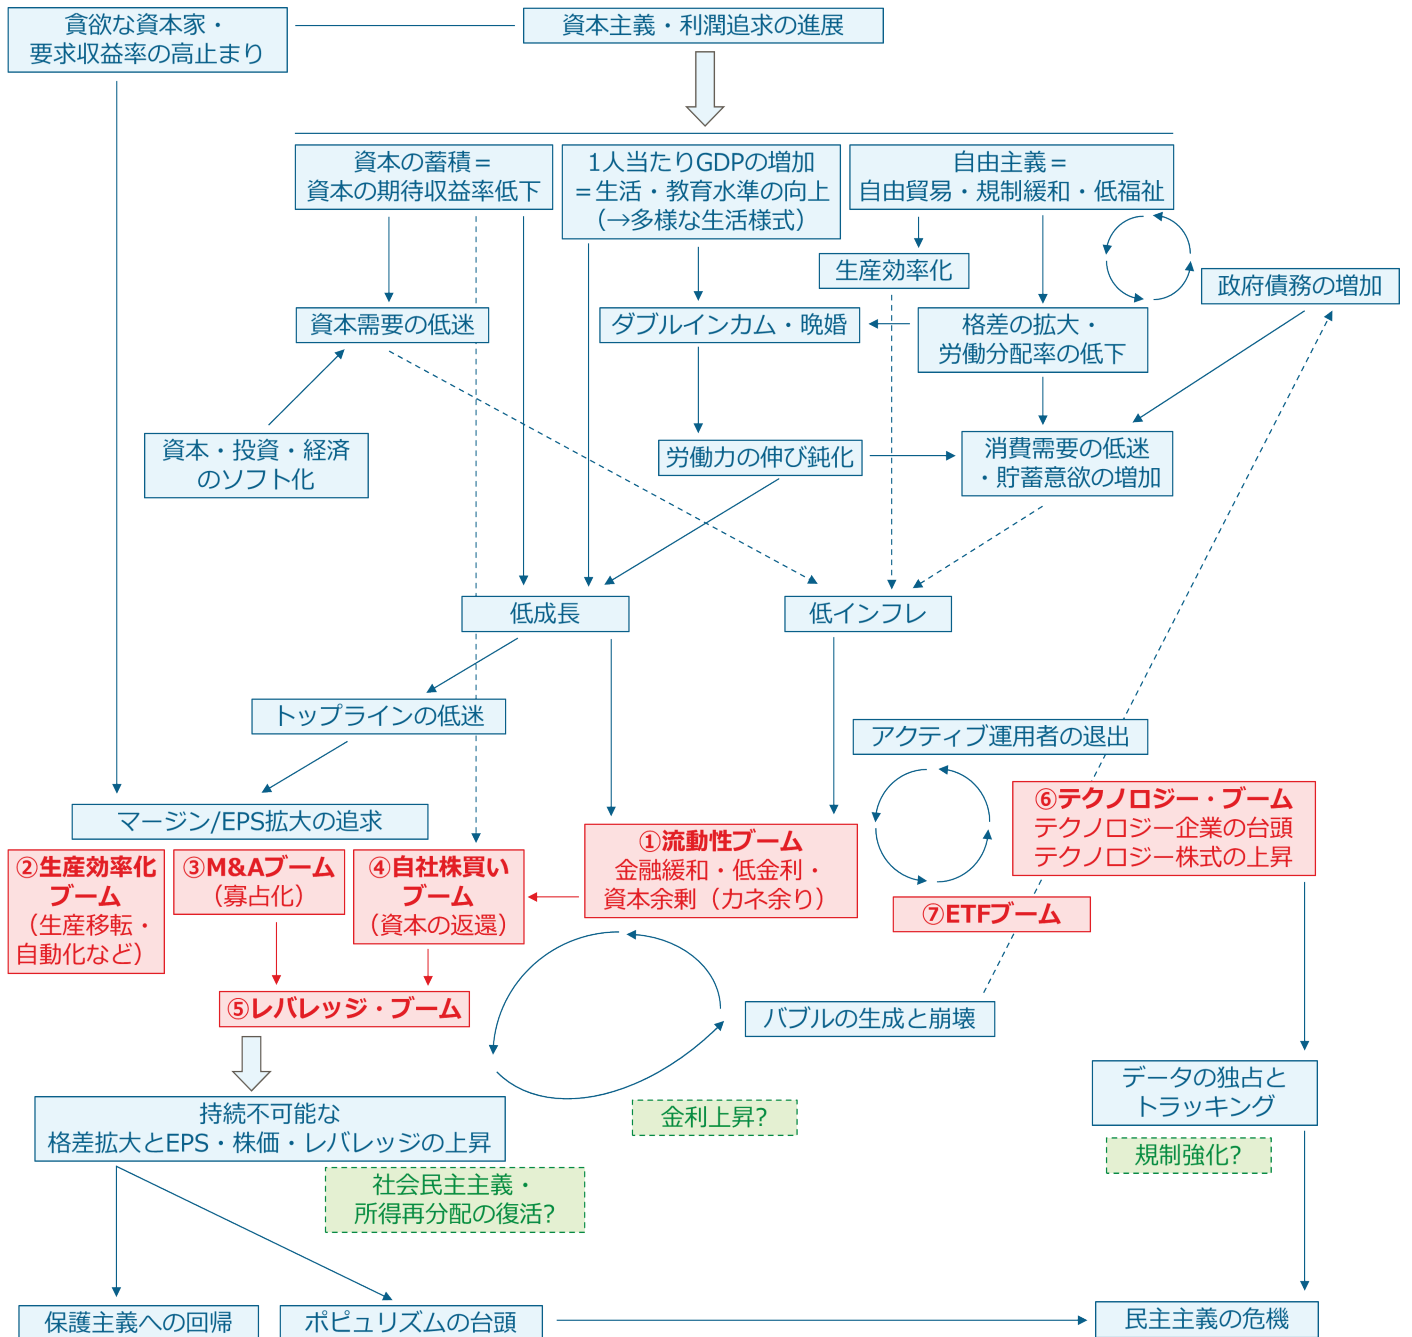 貪欲な資本家・
要求収益率の高止まり
資本主義・利潤追求の進展
資本の蓄積＝
資本の期待収益率低下
1人当たりGDPの増加
＝生活・教育水準の向上
（→多様な生活様式）
自由主義＝
自由貿易・規制緩和・低福祉
生産効率化
政府債務の増加
資本需要の低迷
ダブルインカム・晩婚
格差の拡大・
労働分配率の低下
資本・投資・経済
のソフト化
労働力の伸び鈍化
消費需要の低迷
・貯蓄意欲の増加
低成長
低インフレ
トップラインの低迷
アクティブ運用者の退出
マージン/EPS拡大の追求
①流動性ブーム
金融緩和・低金利・
資本余剰（カネ余り）
⑥テクノロジー・ブーム
テクノロジー企業の台頭
テクノロジー株式の上昇
②生産効率化
ブーム
（生産移転・
自動化など）
③M&Aブーム
（寡占化）
④自社株買い
ブーム
（資本の返還）
⑦ETFブーム
⑤レバレッジ・ブーム
バブルの生成と崩壊
データの独占と
トラッキング
持続不可能な
格差拡大とEPS・株価・レバレッジの上昇
金利上昇?
規制強化?
社会民主主義・
所得再分配の復活?
保護主義への回帰
ポピュリズムの台頭
民主主義の危機